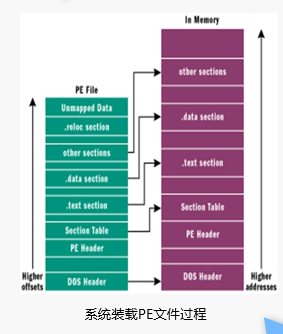 In Memory
PE File
other sections
Unmapped Data
.reloc section
other sections
.data section
.data section
.text section
.text section
Section Table
Section Table
PE Header
PE Header
Higher
offsets
DOS Header
DOS Header
Higher
addresses
系统装载PE文件过程